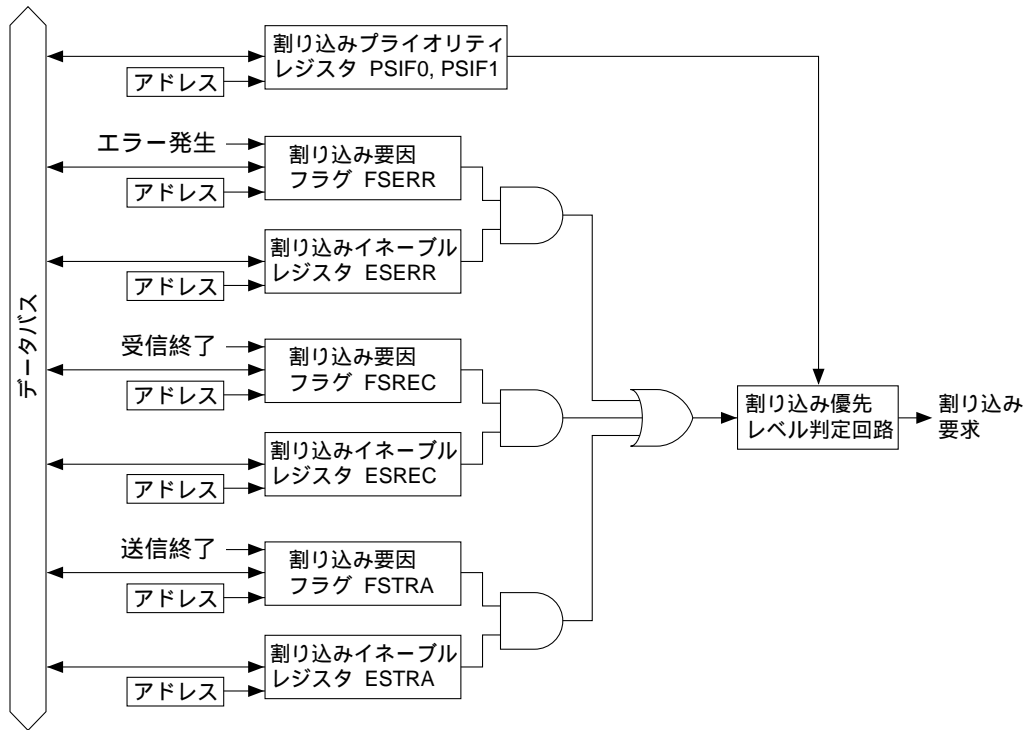 データバス
割り込みプライオリティ
レジスタ PSIF0, PSIF1
アドレス
エラー発生
割り込み要因
フラグ FSERR
アドレス
割り込みイネーブル
レジスタ ESERR
アドレス
受信終了
割り込み要因
フラグ FSREC
アドレス
割り込みイネーブル
レジスタ ESREC
アドレス
送信終了
割り込み要因
フラグ FSTRA
アドレス
割り込みイネーブル
レジスタ ESTRA
アドレス
割り込み優先
レベル判定回路
割り込み
要求